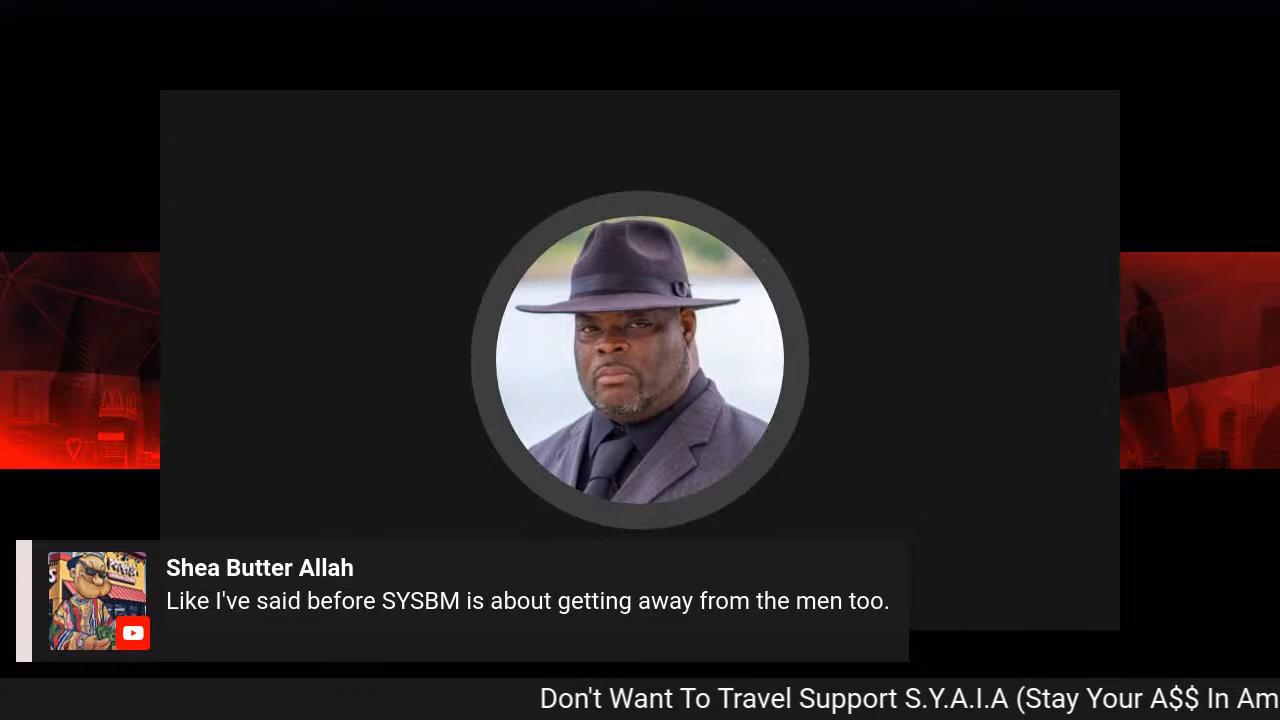 Shea Butter Allah
Like I've said before SYSBM is about getting away from the men too.
Don't Want To Travel Support S.Y.A.I.A (Stay Your A$$ In Am